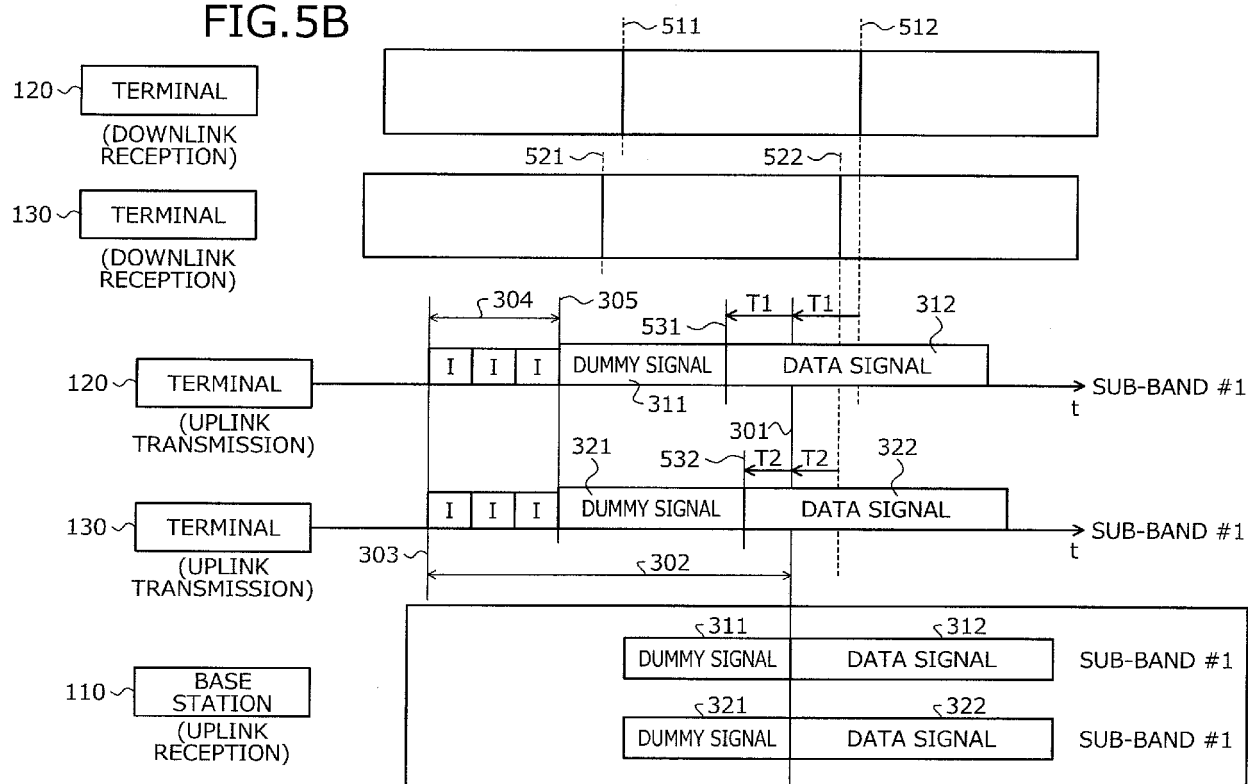 FIG.5B
511
512
120
TERMINAL
(DOWNLINK
RECEPTION)
521
522
130
TERMINAL
(DOWNLINK
RECEPTION)
304
305
T1
T1
531
312
I
I
I
DUMMY SIGNAL
DATA SIGNAL
120
TERMINAL
SUB-BAND #1
t
(UPLINK
TRANSMISSION)
311
301
321
532
T2
T2
322
I
I
I
DUMMY SIGNAL
DATA SIGNAL
130
TERMINAL
SUB-BAND #1
t
(UPLINK
TRANSMISSION)
303
302
311
312
DUMMY SIGNAL
DATA SIGNAL
SUB-BAND #1
110
BASE
STATION
(UPLINK
RECEPTION)
321
322
DUMMY SIGNAL
DATA SIGNAL
SUB-BAND #1